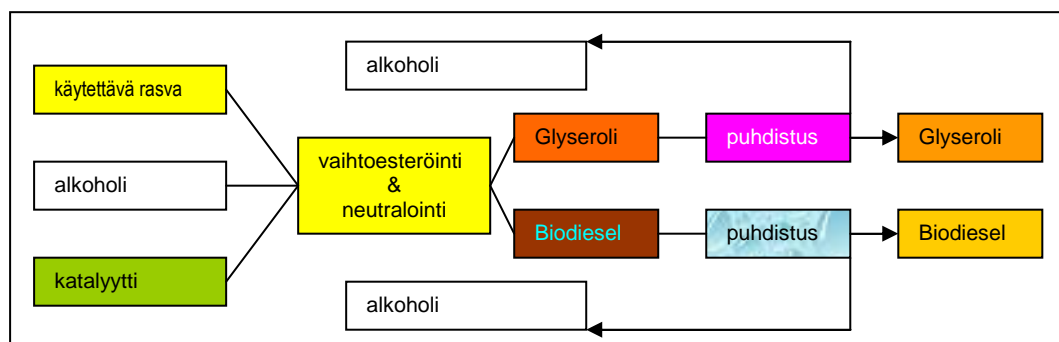 alkoholi
käytettävä rasva
alkoholi
katalyytti
vaihtoesteröinti
&
neutralointi
Glyseroli
puhdistus
Glyseroli
Biodiesel
puhdistus
Biodiesel
alkoholi